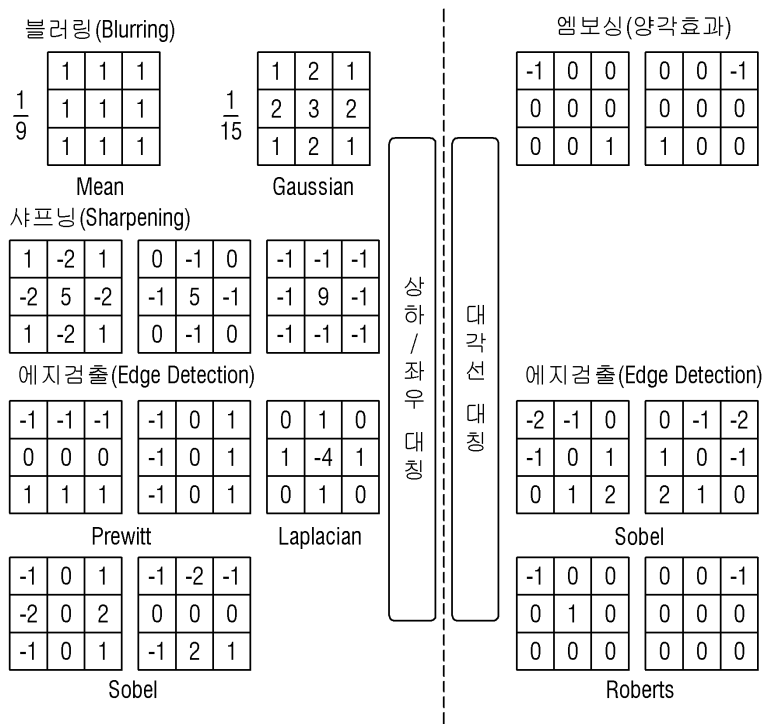 블러링(Blurring)
1/9
1 1 1
1 1 1
1 1 1
Mean
1/15
1 2 1
2 3 2
1 2 1
Gaussian
샤프닝(Sharpening)
1 -2 1
-2 5 -2
1 -2 1
0 -1 0
-1 5 -1
0 -1 0
-1 -1 -1
-1 9 -1
-1 -1 -1
에지검출(Edge Detection)
-1 -1 -1
0 0 0
1 1 1
-1 0 1
-1 0 1
-1 0 1
Prewitt
0 1 0
1 -4 1
0 1 0
Laplacian
-1 0 1
-2 0 2
-1 0 1
-1 -2 -1
0 0 0
-1 2 1
Sobel
상하/좌우 대칭
대각선 대칭
엠보싱(양각효과)
-1 0 0
0 0 0
0 0 1
0 0 -1
0 0 0
1 0 0
에지검출(Edge Detection)
-2 -1 0
-1 0 1
0 1 2
0 -1 -2
1 0 -1
2 1 0
Sobel
-1 0 0
0 1 0
0 0 0
0 0 -1
0 0 0
0 0 0
Roberts